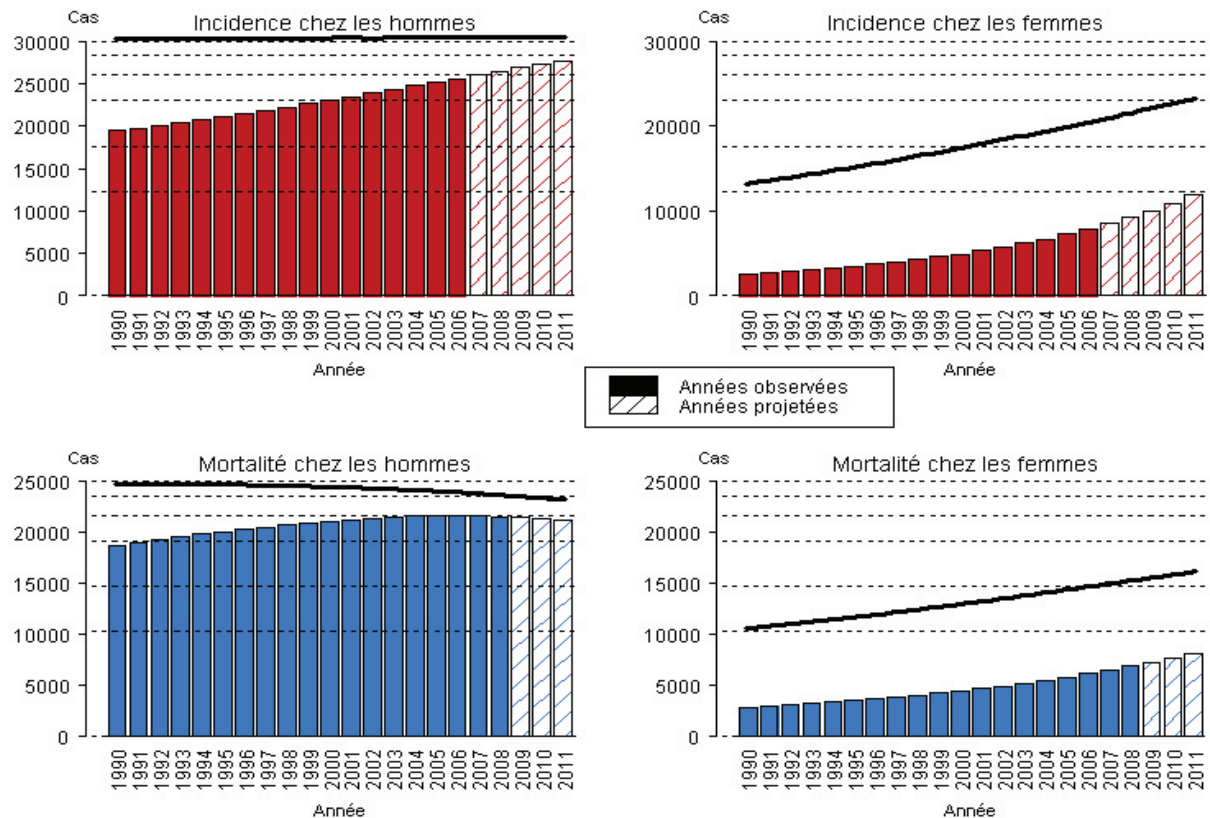 Cas
Incidence chez les hommes
30000
25000
20000
15000
10000
5000
0
1990 1991 1992 1993 1994 1995 1996 1997 1998 1999 2000 2001 2002 2003 2004 2005 2006 2007 2008 2009 2010 2011
Année
Cas
Incidence chez les femmes
30000
20000
10000
0
1990 1991 1992 1993 1994 1995 1996 1997 1998 1999 2000 2001 2002 2003 2004 2005 2006 2007 2008 2009 2010 2011
Année
Années observées
Années projetées
Cas
Mortalité chez les hommes
25000
20000
15000
10000
5000
0
1990 1991 1992 1993 1994 1995 1996 1997 1998 1999 2000 2001 2002 2003 2004 2005 2006 2007 2008 2009 2010 2011
Année
Cas
Mortalité chez les femmes
25000
20000
15000
10000
5000
0
1990 1991 1992 1993 1994 1995 1996 1997 1998 1999 2000 2001 2002 2003 2004 2005 2006 2007 2008 2009 2010 2011
Année